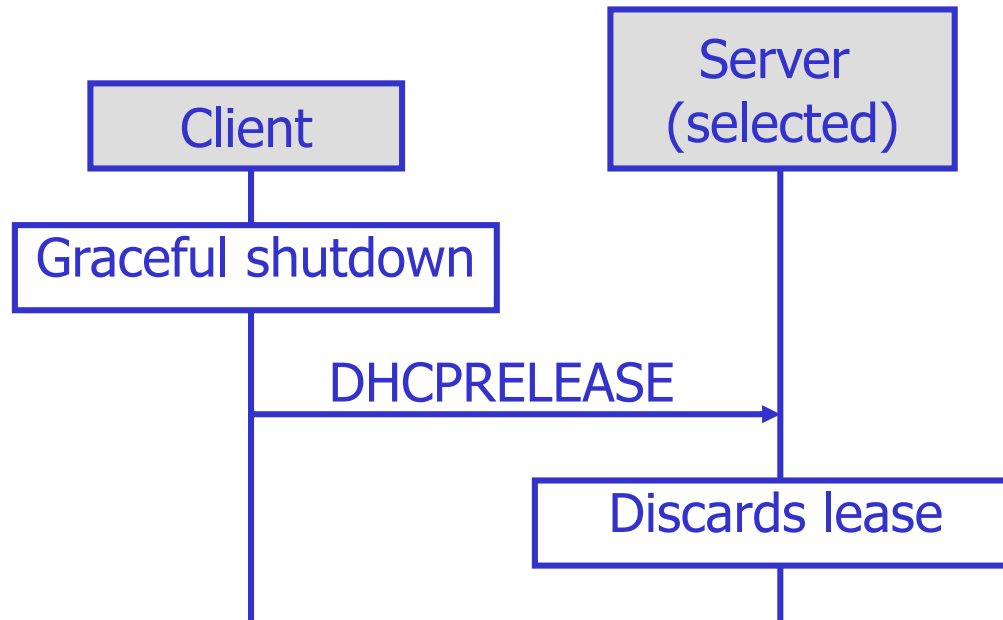 Server
(selected)
Client
Graceful shutdown
DHCPRELEASE
Discards lease